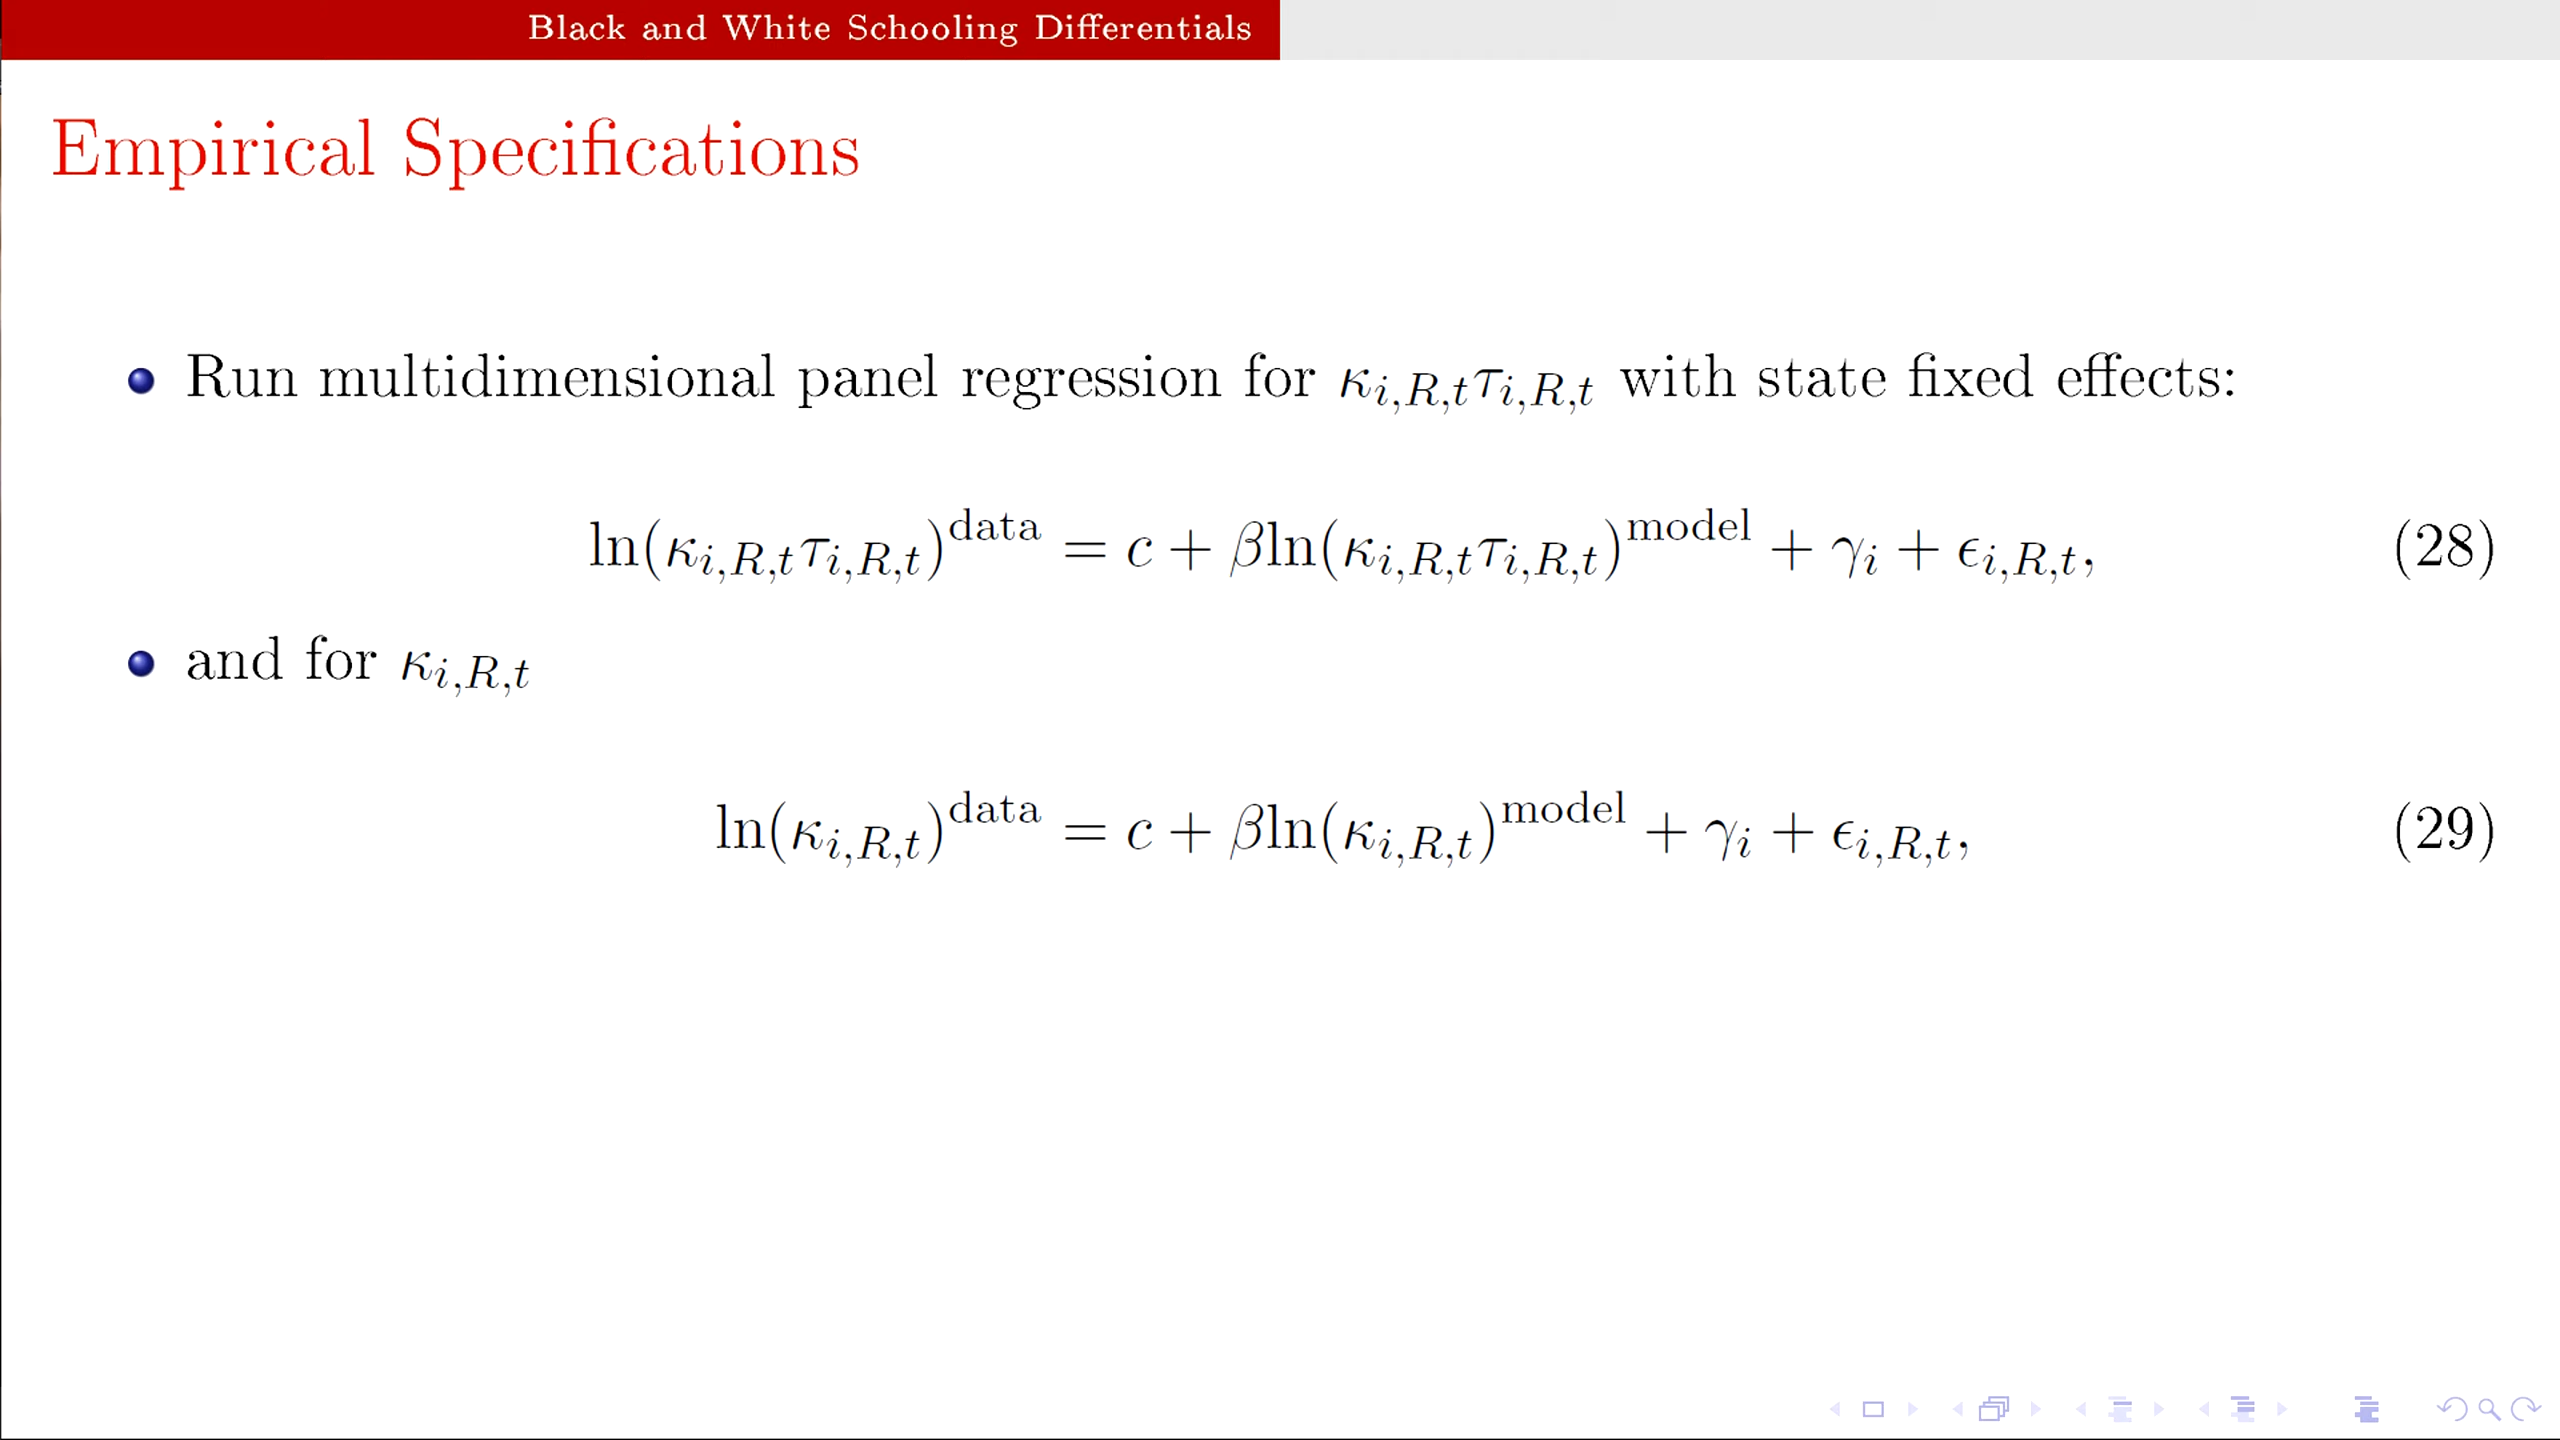 Black and White Schooling Differentials
Empirical Specifications
Run multidimensional panel regression for κ_{i,R,t}τ_{i,R,t} with state fixed effects:
ln(κ_{i,R,t}τ_{i,R,t})^{data} = c + βln(κ_{i,R,t}τ_{i,R,t})^{model} + γ_i + ϵ_{i,R,t}, (28)
and for κ_{i,R,t}
ln(κ_{i,R,t})^{data} = c + βln(κ_{i,R,t})^{model} + γ_i + ϵ_{i,R,t}, (29)